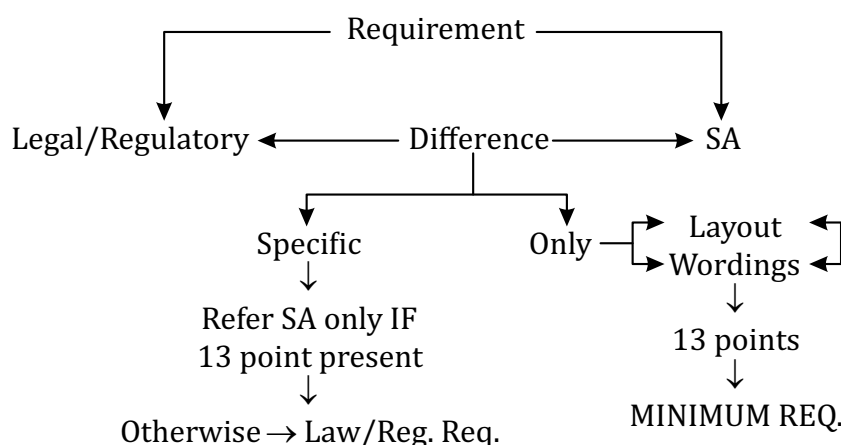 Requirement
Legal/Regulatory Difference SA
Specific Only Layout
Wordings
Refer SA only IF
13 point present
13 points
Otherwise → Law/Reg. Req.
MINIMUM REQ.